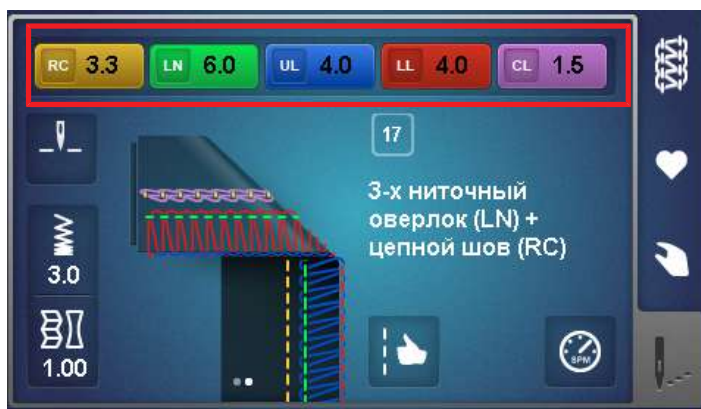 RC 3.3 LN 6.0 UL 4.0 LL 4.0 CL 1.5
17
3-х ниточный
оверлок (LN) +
цепной шов (RC)
3.0
1.00
SPM